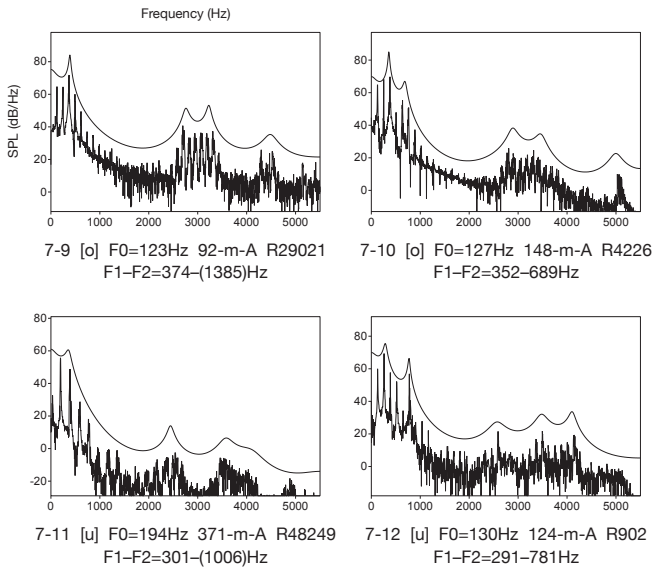 Frequency (Hz)
SPL (dB/Hz)
80
60
40
20
0
0 1000 2000 3000 4000 5000
7-9 [o] F0=123Hz 92-m-A R29021
F1–F2=374–(1385)Hz
80
60
40
20
0
0 1000 2000 3000 4000 5000
7-10 [o] F0=127Hz 148-m-A R4226
F1–F2=352–689Hz
80
60
40
20
0
-20
0 1000 2000 3000 4000 5000
7-11 [u] F0=194Hz 371-m-A R48249
F1–F2=301–(1006)Hz
80
60
40
20
0
0 1000 2000 3000 4000 5000
7-12 [u] F0=130Hz 124-m-A R902
F1–F2=291–781Hz